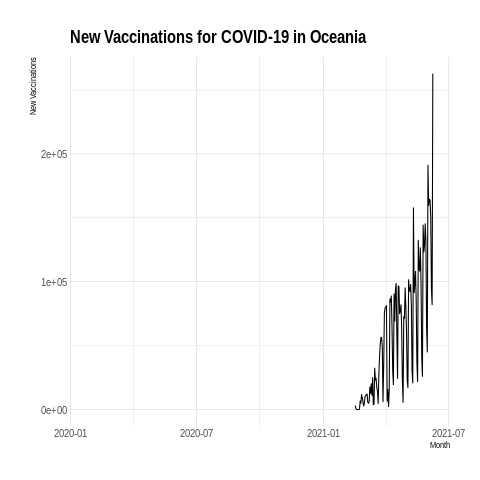 New Vaccinations for COVID-19 in Oceania
New Vaccinations
2e+05
1e+05
0e+00
2020-01 2020-07 2021-01 2021-07
Month